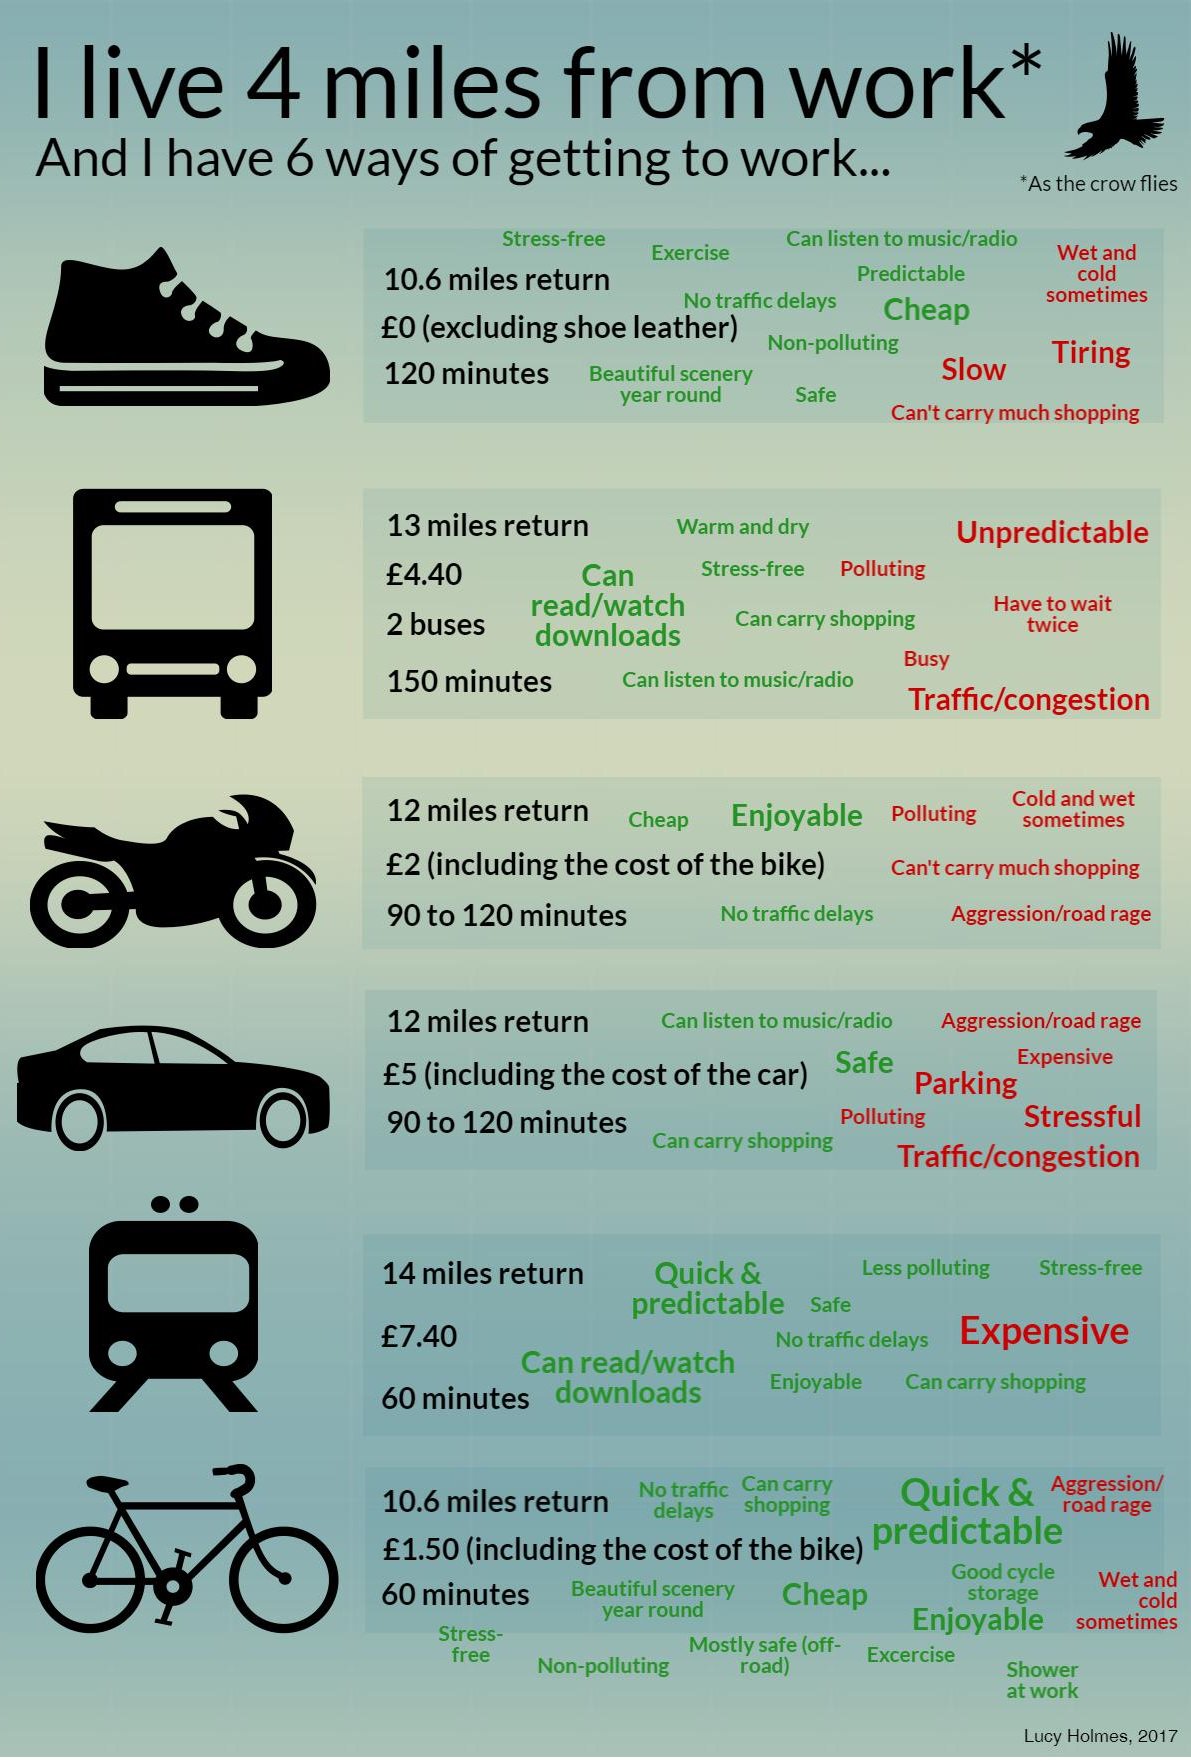 I live 4 miles from work*
And I have 6 ways of getting to work...
*As the crow flies
Stress-free
Exercise
Can listen to music/radio
Wet and
cold
sometimes
10.6 miles return
Predictable
No traffic delays
Cheap
£0 (excluding shoe leather)
Non-polluting
Tiring
Slow
120 minutes
Beautiful scenery
year round
Safe
Can't carry much shopping
13 miles return
Warm and dry
Unpredictable
£4.40
Can
read/watch
downloads
Stress-free
Polluting
Have to wait
twice
2 buses
Can carry shopping
Busy
150 minutes
Can listen to music/radio
Traffic/congestion
12 miles return
Cheap
Enjoyable
Polluting
Cold and wet
sometimes
£2 (including the cost of the bike)
Can't carry much shopping
90 to 120 minutes
No traffic delays
Aggression/road rage
12 miles return
Can listen to music/radio
Aggression/road rage
£5 (including the cost of the car)
Safe
Expensive
Parking
90 to 120 minutes
Polluting
Stressful
Can carry shopping
Traffic/congestion
14 miles return
Quick &
predictable
Less polluting
Stress-free
Safe
£7.40
No traffic delays
Expensive
Can read/watch
downloads
60 minutes
Enjoyable
Can carry shopping
10.6 miles return
No traffic
delays
Can carry
shopping
Quick &
predictable
Aggression/
road rage
£1.50 (including the cost of the bike)
60 minutes
Beautiful scenery
year round
Cheap
Good cycle
storage
Enjoyable
Wet and
cold
sometimes
Stress-
free
Non-polluting
Mostly safe (off-
road)
Excercise
Shower
at work
Lucy Holmes, 2017